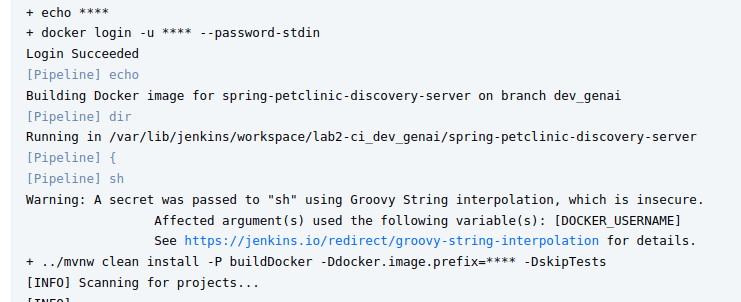 + echo ****
+ docker login -u **** --password-stdin
Login Succeeded
[Pipeline] echo
Building Docker image for spring-petclinic-discovery-server on branch dev_genai
[Pipeline] dir
Running in /var/lib/jenkins/workspace/lab2-ci_dev_genai/spring-petclinic-discovery-server
[Pipeline] {
[Pipeline] sh
Warning: A secret was passed to "sh" using Groovy String interpolation, which is insecure.
Affected argument(s) used the following variable(s): [DOCKER_USERNAME]
See https://jenkins.io/redirect/groovy-string-interpolation for details.
+ ../mvnw clean install -P buildDocker -Ddocker.image.prefix=**** -DskipTests
[INFO] Scanning for projects...
[INFO]